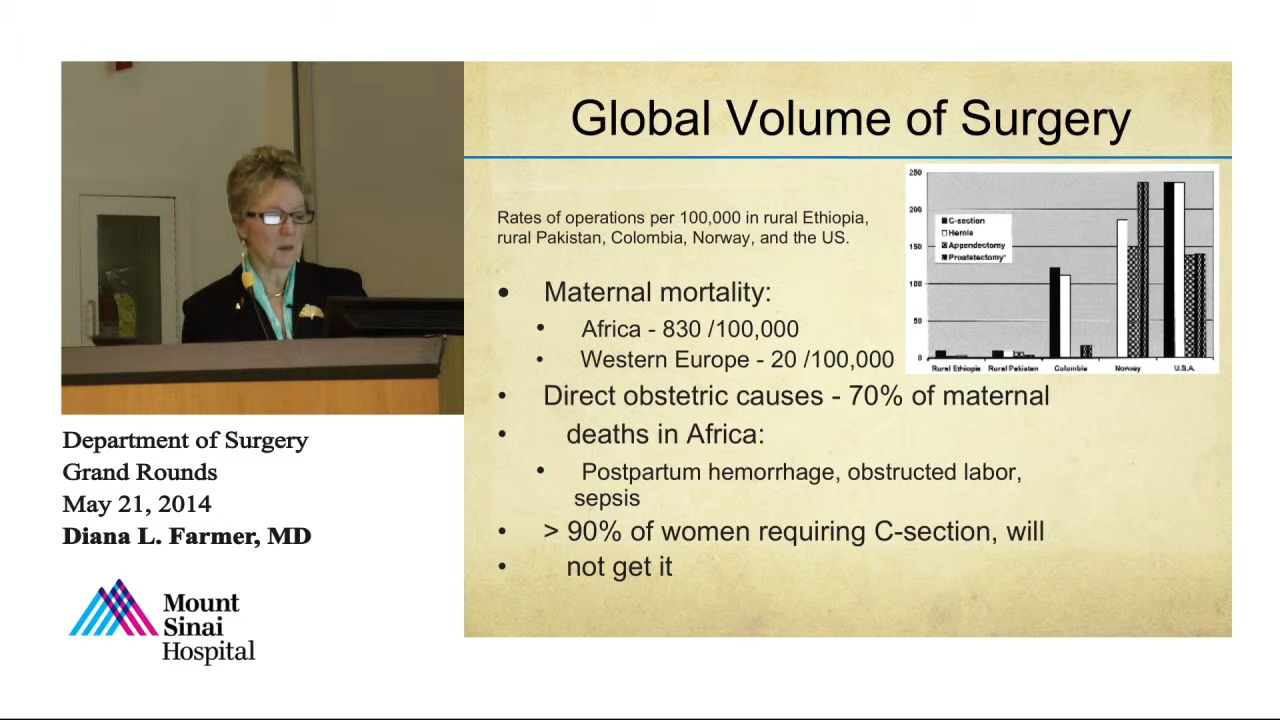 Global Volume of Surgery
Rates of operations per 100,000 in rural Ethiopia,
rural Pakistan, Colombia, Norway, and the US.
• Maternal mortality:
• Africa - 830 /100,000
• Western Europe - 20 /100,000
• Direct obstetric causes - 70% of maternal
• deaths in Africa:
• Postpartum hemorrhage, obstructed labor,
sepsis
• > 90% of women requiring C-section, will
• not get it
250
200
150
100
50
0
C-section
Hernia
Appendectomy
Prostatectomy*
Rural Ethiopia
Rural Pakistan
Columbia
Norway
U.S.A.
Department of Surgery
Grand Rounds
May 21, 2014
Diana L. Farmer, MD
Mount
Sinai
Hospital